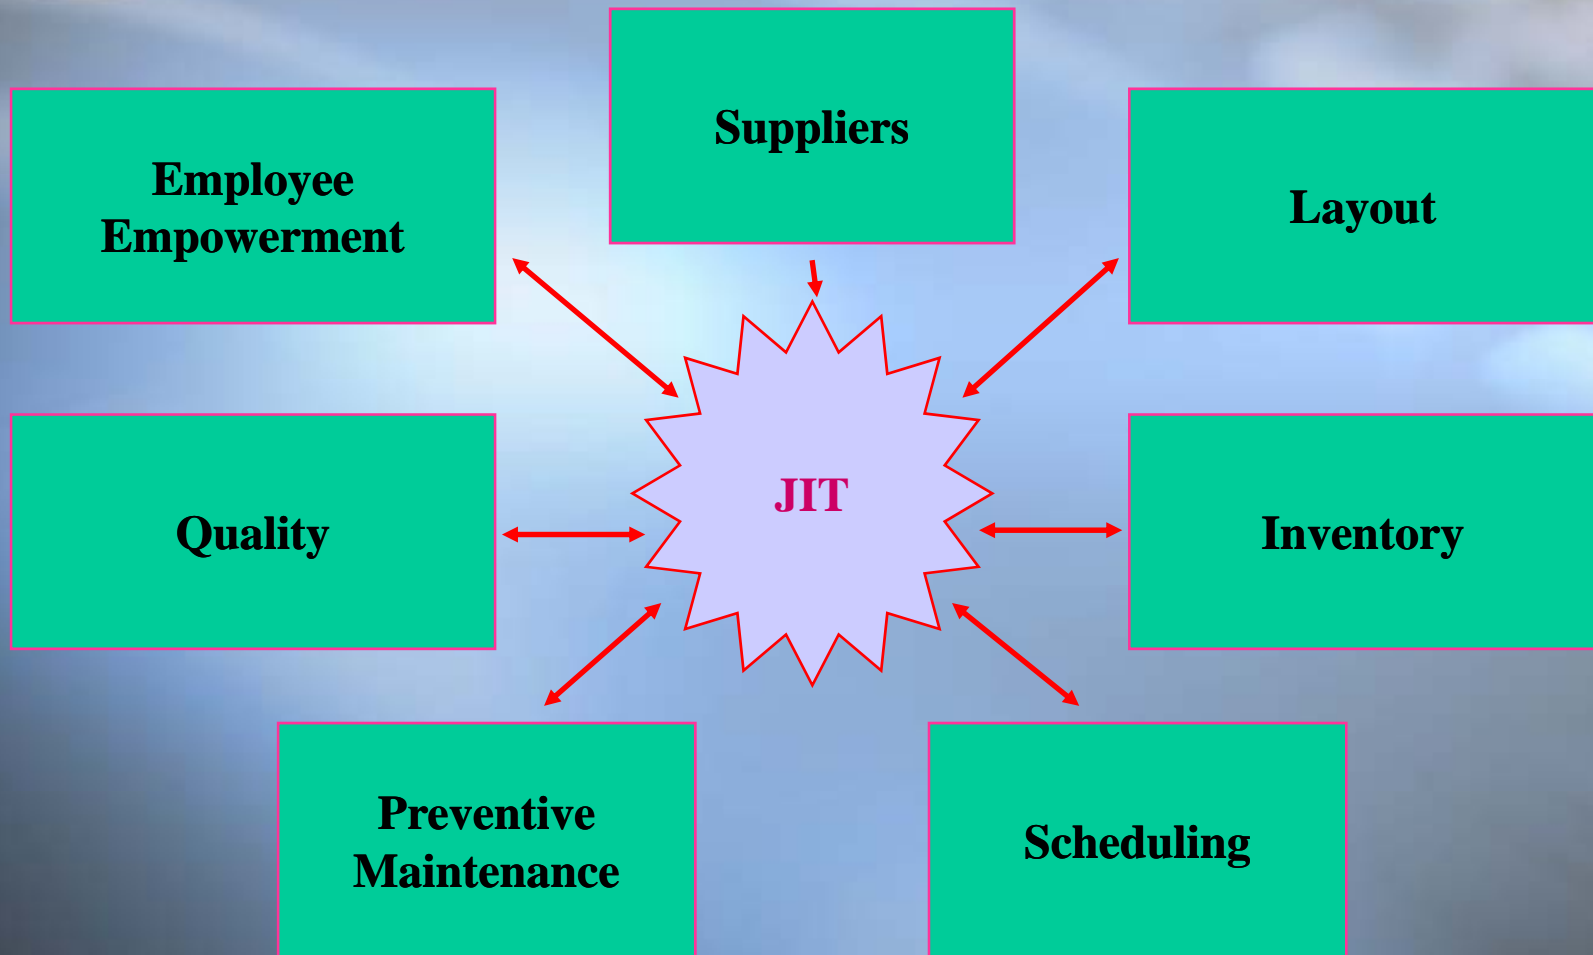 Suppliers
Employee
Empowerment
Layout
JIT
Quality
Inventory
Preventive
Maintenance
Scheduling